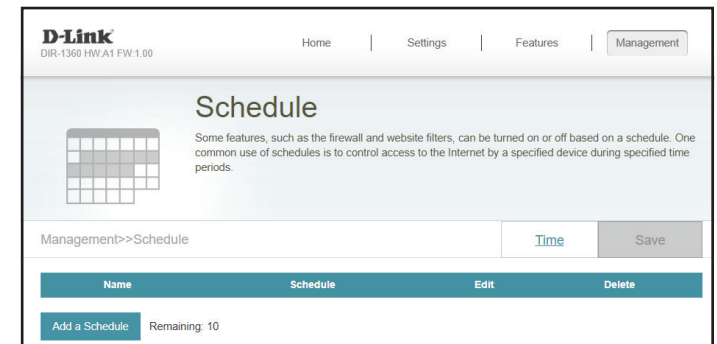 D-Link
DIR-1360 HW:A1 FW:1.00
Home | Settings | Features | Management
Schedule
Some features, such as the firewall and website filters, can be turned on or off based on a schedule. One
common use of schedules is to control access to the Internet by a specified device during specified time
periods.
Management>>Schedule
Time
Save
Name Schedule Edit Delete
Add a Schedule Remaining: 10